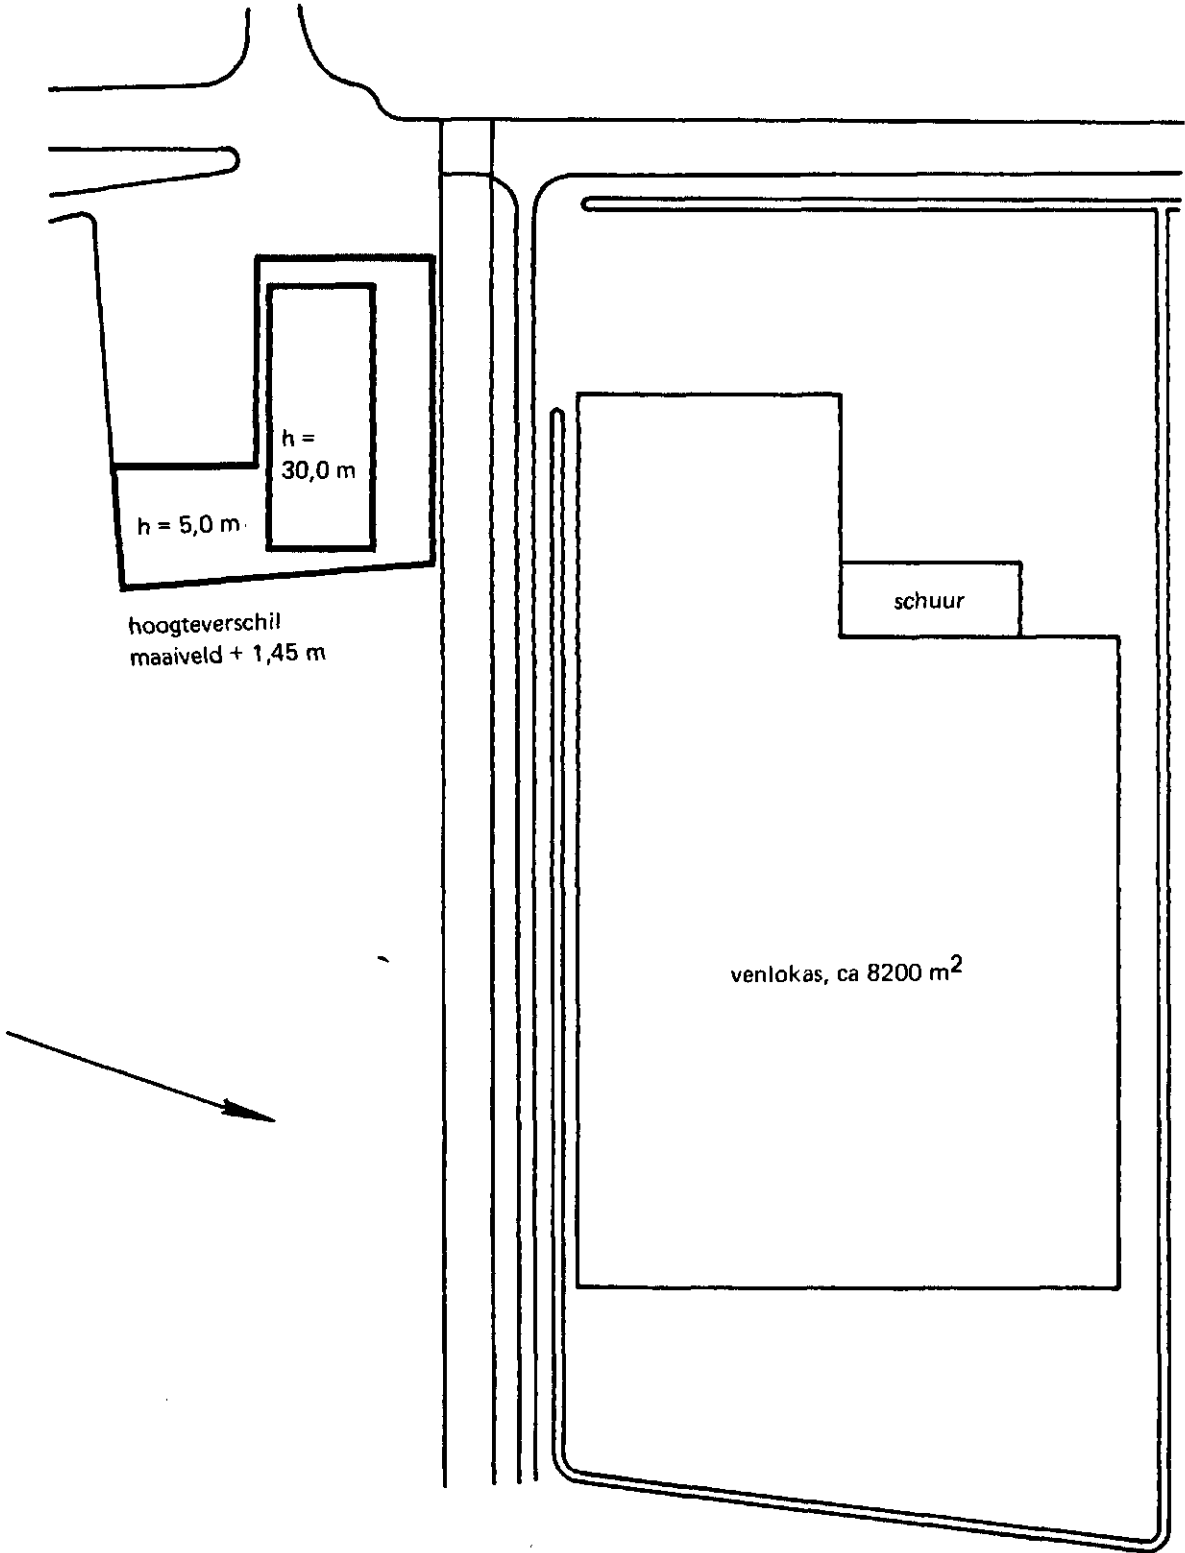 h =
30,0 m
h = 5,0 m
hoogteverschil
maaiveld + 1,45 m
schuur
venlokas, ca 8200 m²